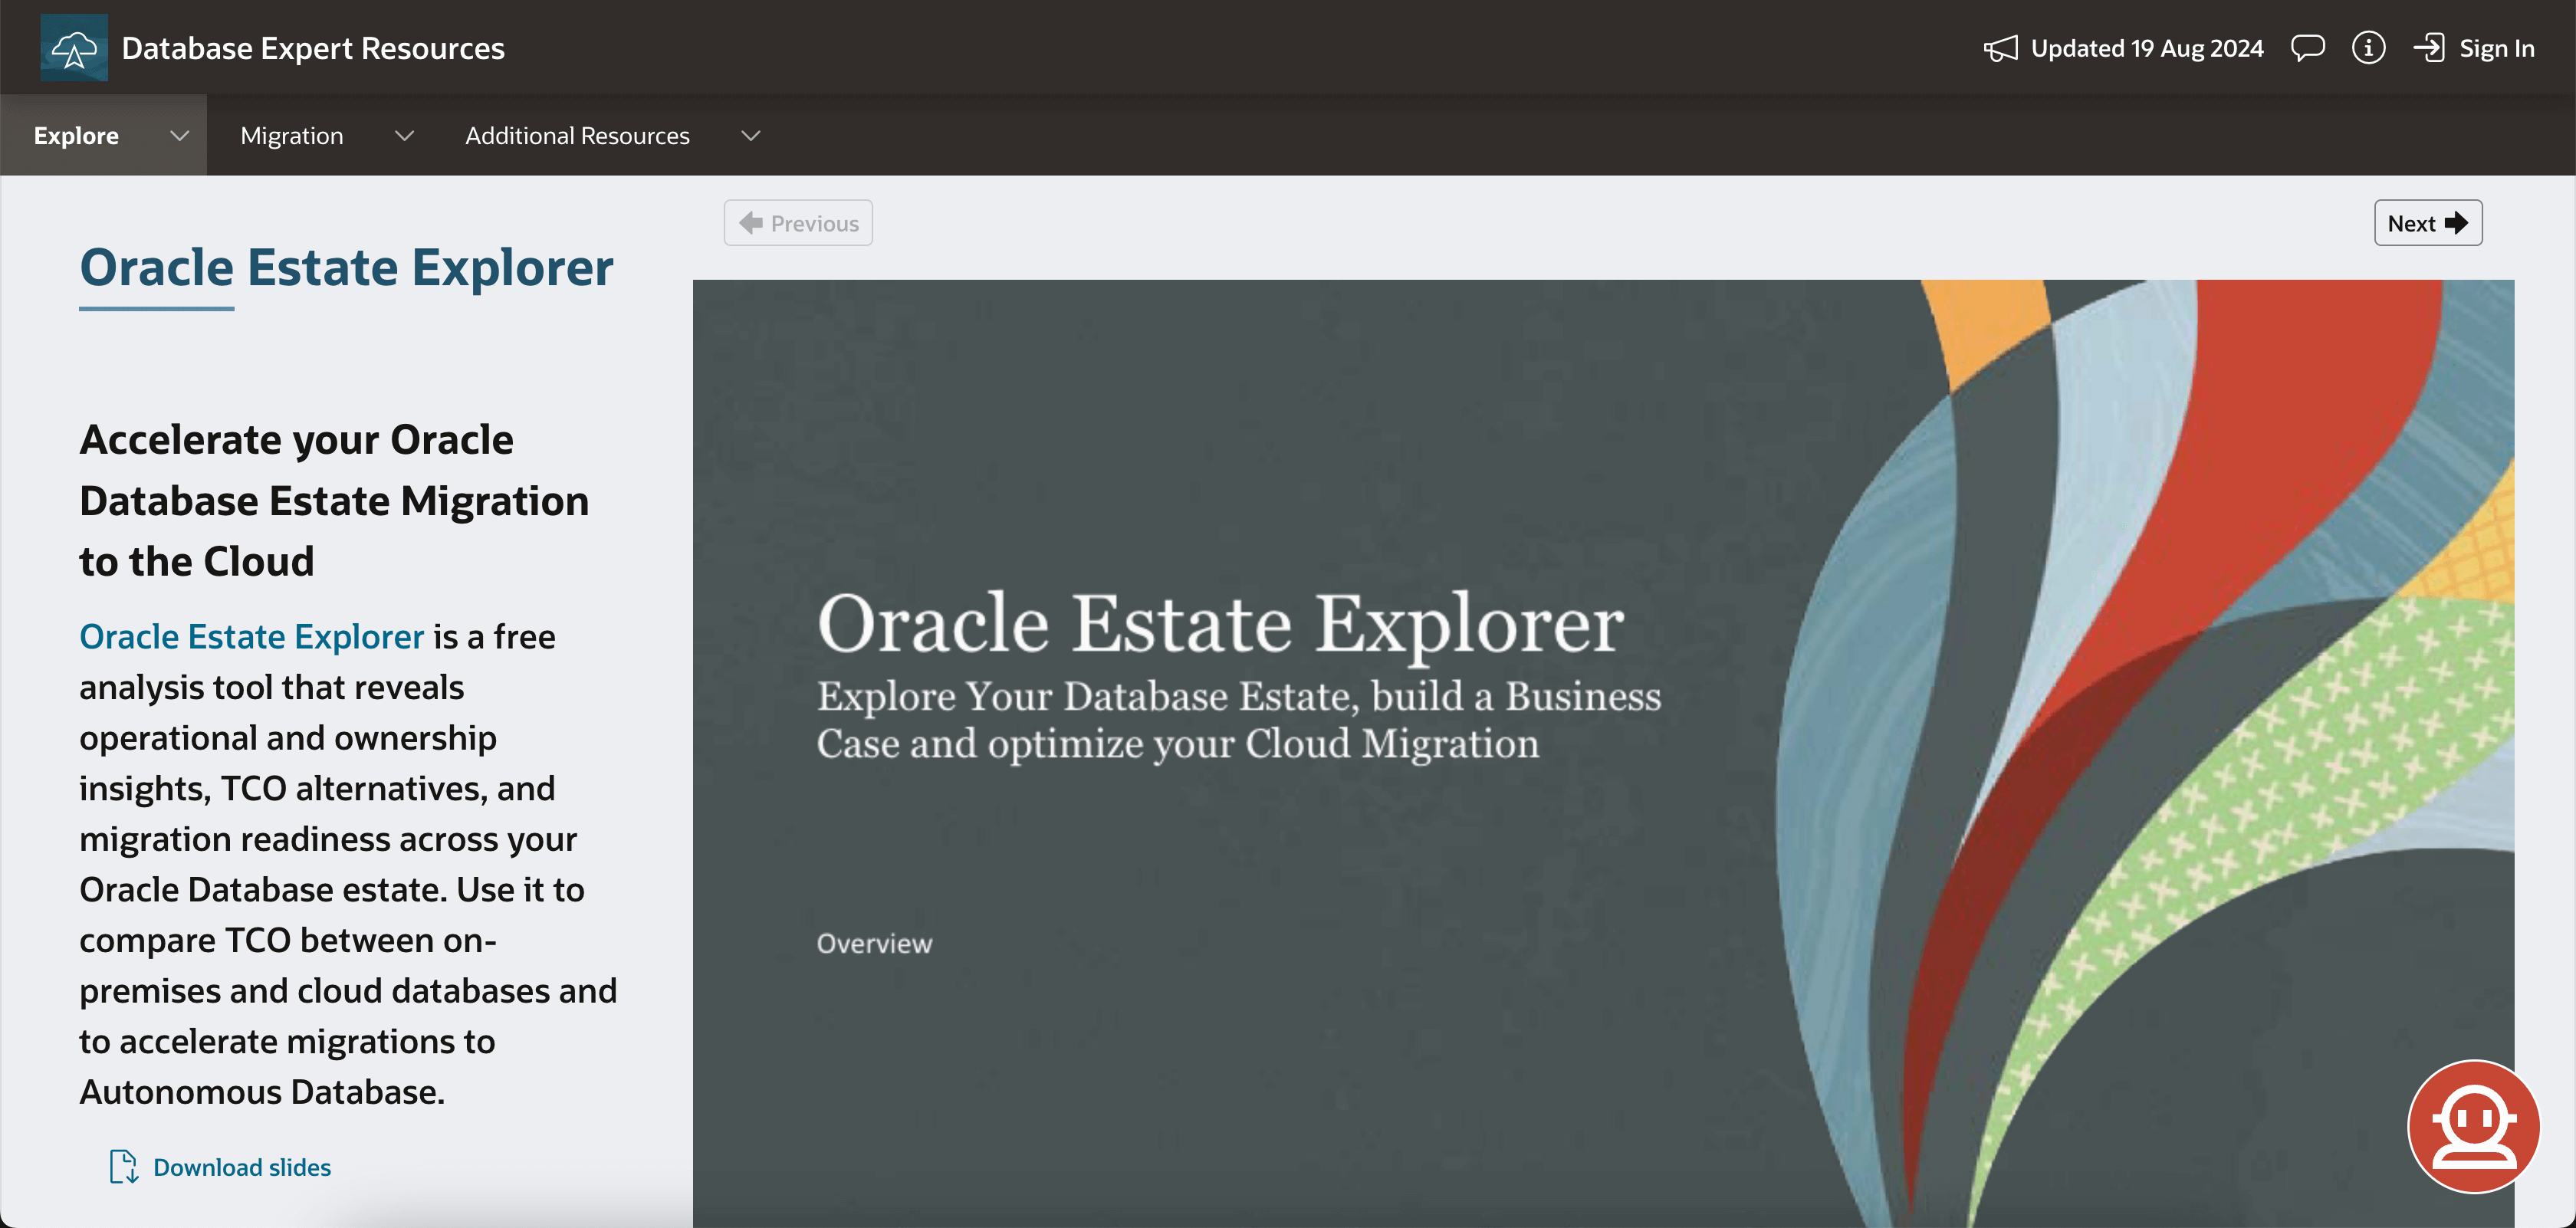 Database Expert Resources
Updated 19 Aug 2024
Sign In
Explore
Migration
Additional Resources
Previous
Next
Oracle Estate Explorer
Accelerate your Oracle
Database Estate Migration
to the Cloud
Oracle Estate Explorer is a free
analysis tool that reveals
operational and ownership
insights, TCO alternatives, and
migration readiness across your
Oracle Database estate. Use it to
compare TCO between on-
premises and cloud databases and
to accelerate migrations to
Autonomous Database.
Download slides
Oracle Estate Explorer
Explore Your Database Estate, build a Business
Case and optimize your Cloud Migration
Overview